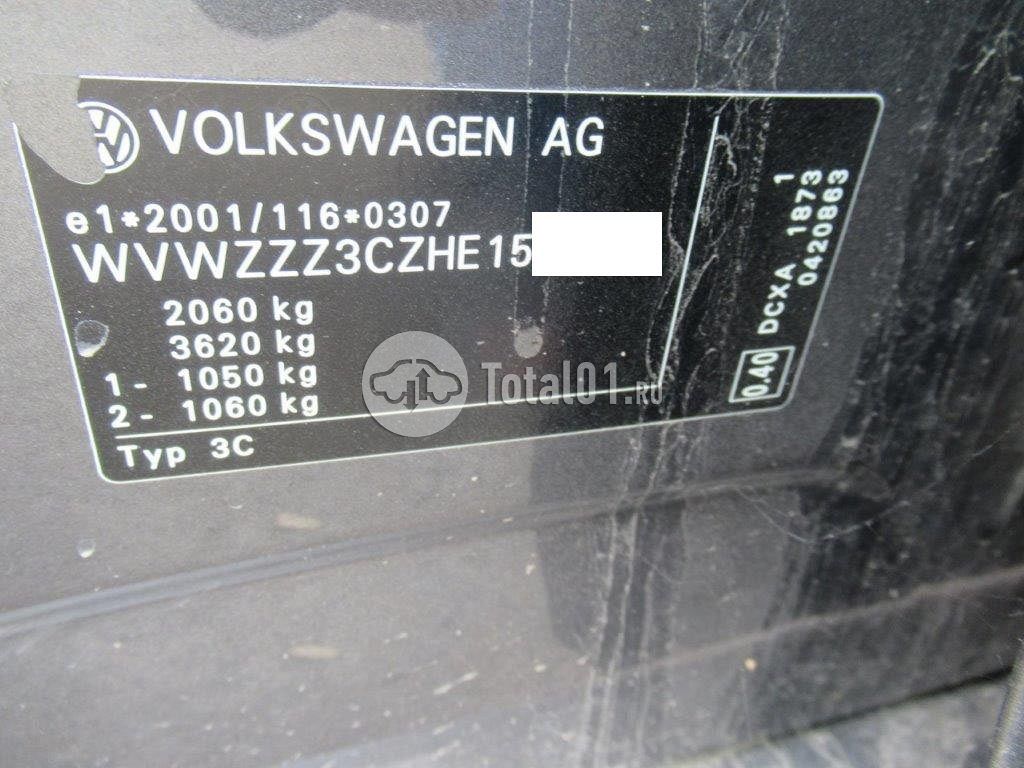 VOLKSWAGEN AG
e1*2001/116*0307
WVWZZZ3CZHE15
2060 kg
3620 kg
1- 1050 kg
2- 1060 kg
Typ 3C
1
DCXA 1873
0420863
0.40
Total01.RU